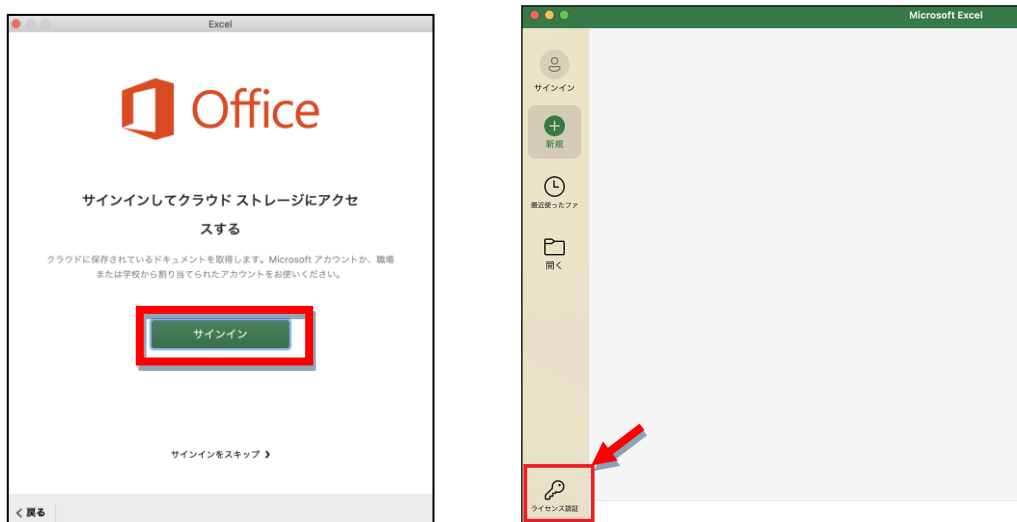 Excel
Office
サインインしてクラウド ストレージにアクセ
スする
クラウドに保存されているドキュメントを取得します。Microsoft アカウントか、職場
または学校から割り当てられたアカウントをお使いください。
サインイン
サインインをスキップ ❯
< 戻る
Microsoft Excel
サインイン
新規
最近使ったファ
開く
ライセンス認証